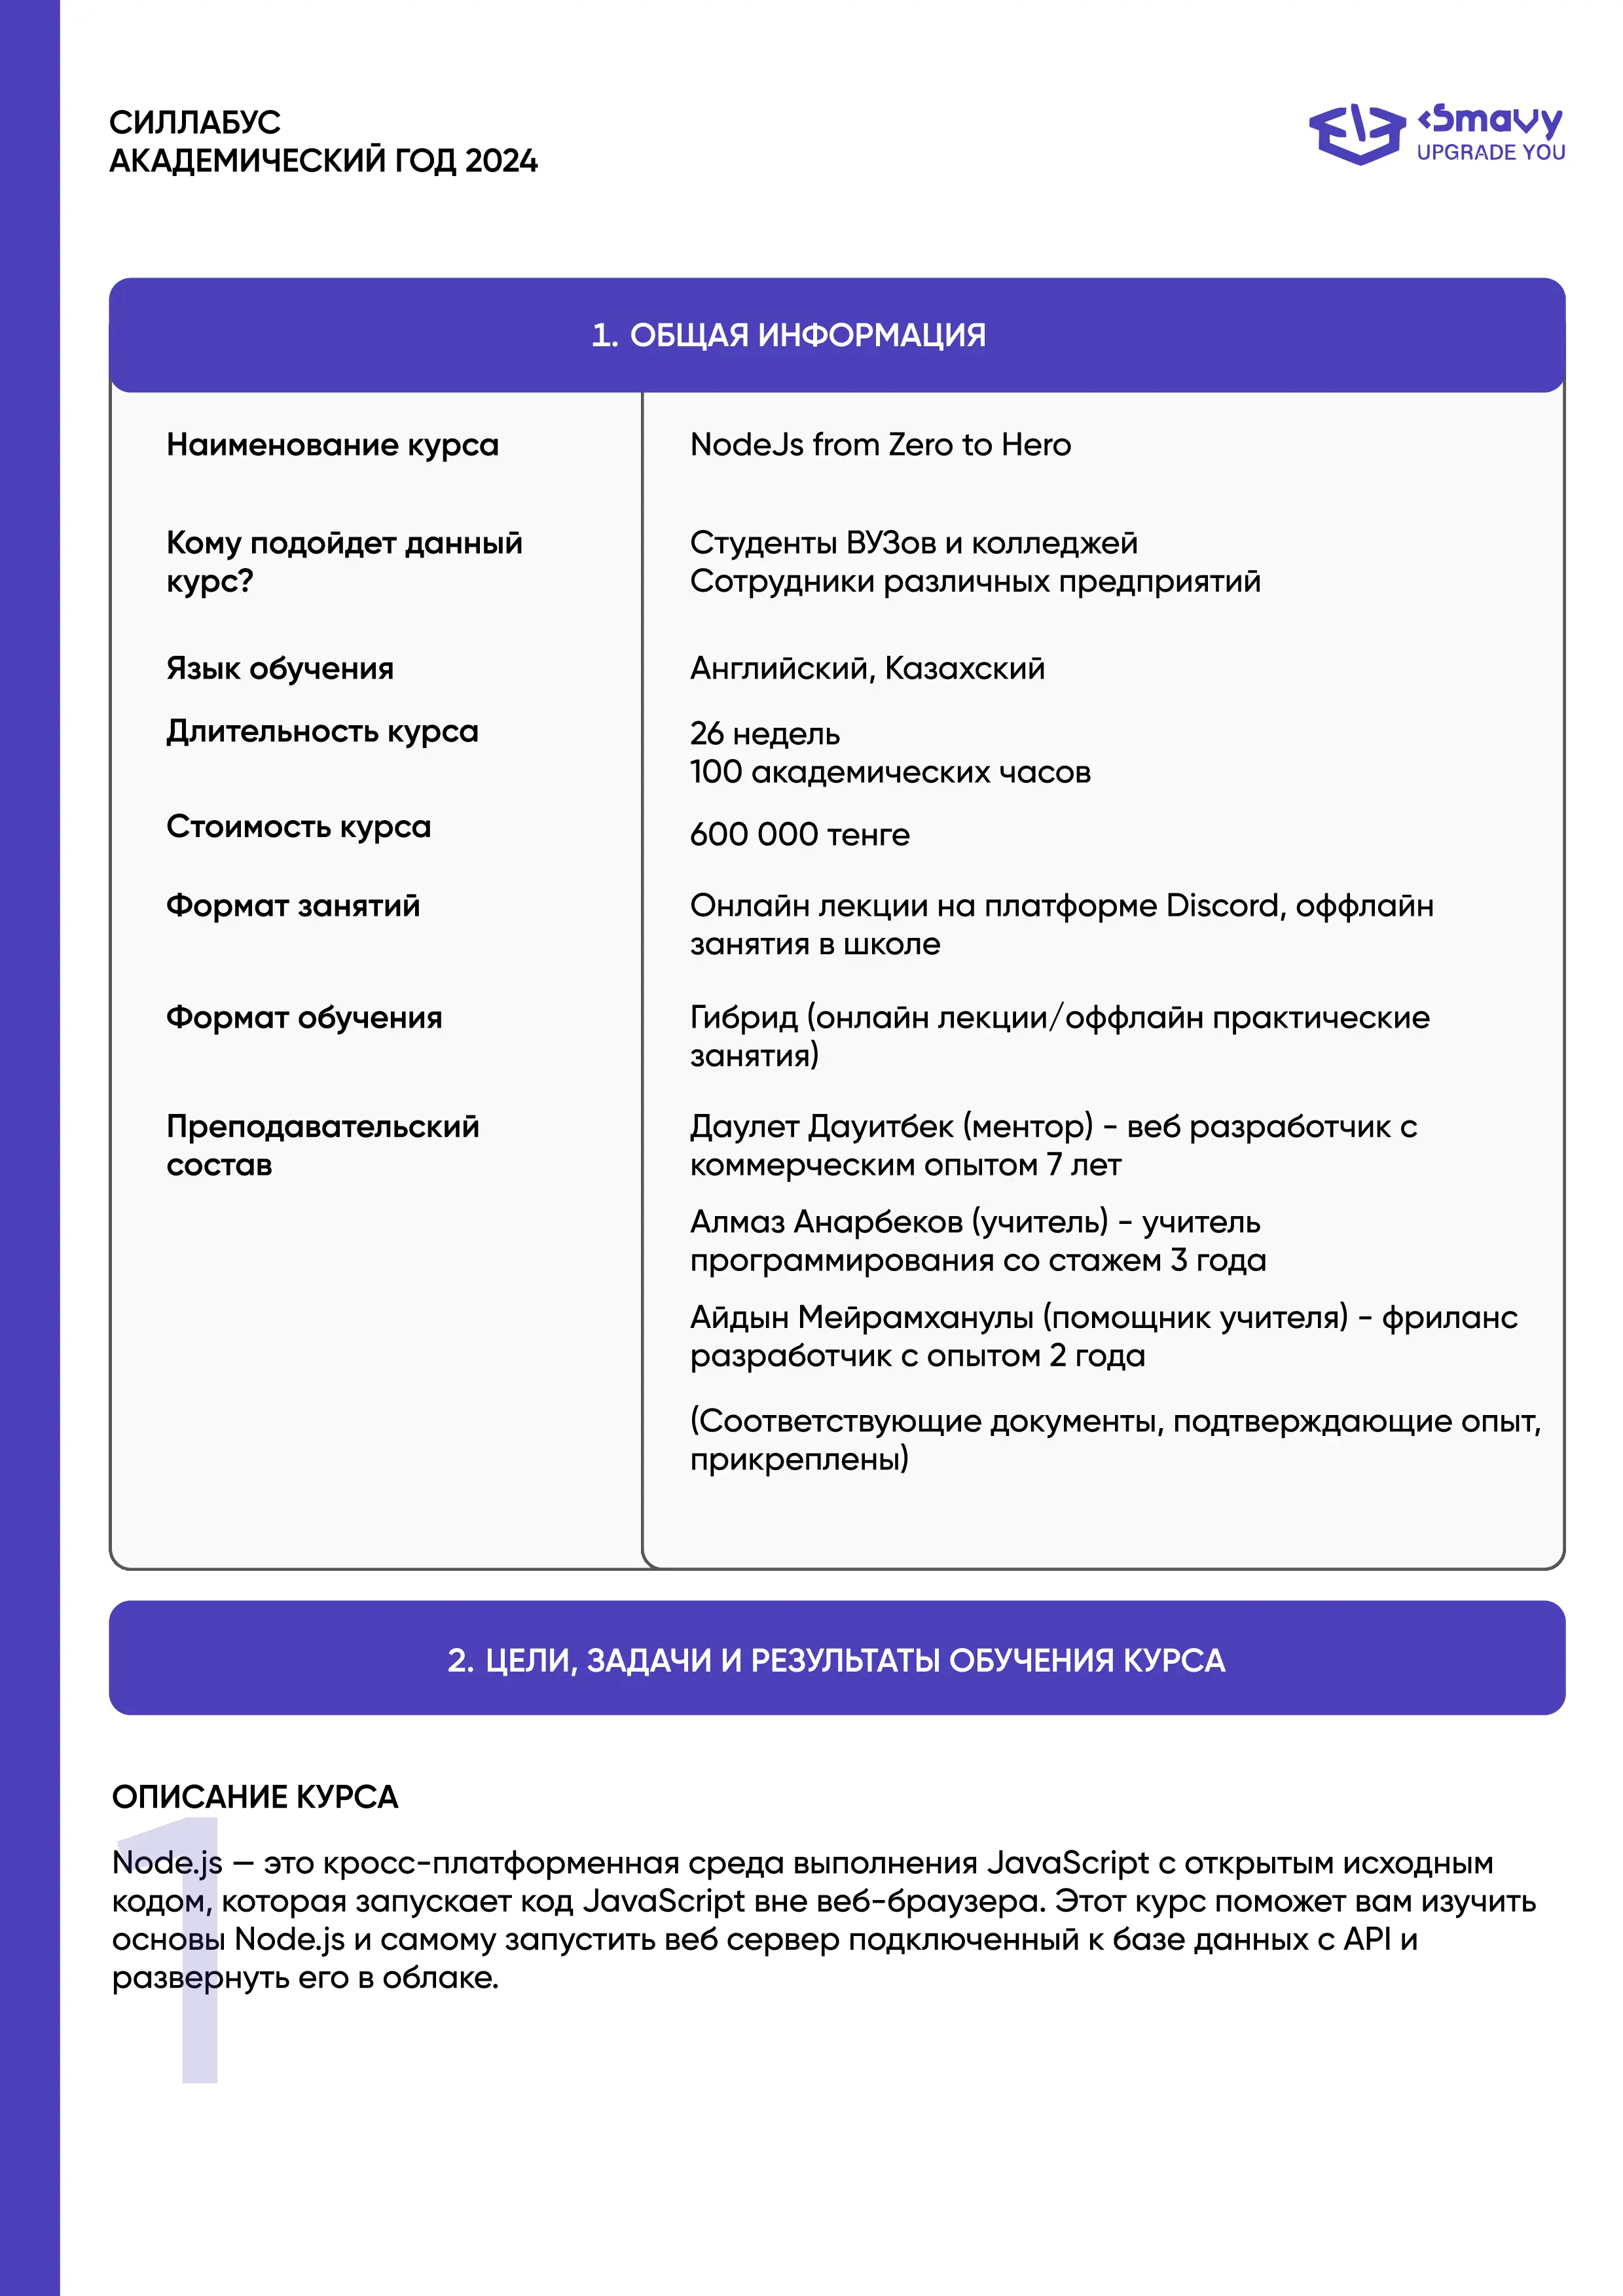 СИЛЛАБУС
АКАДЕМИЧЕСКИЙ ГОД 2024
Smavy
UPGRADE YOU
1. ОБЩАЯ ИНФОРМАЦИЯ
Наименование курса
NodeJs from Zero to Hero
Кому подойдет данный
курс?
Студенты ВУЗов и колледжей
Сотрудники различных предприятий
Язык обучения
Английский, Казахский
Длительность курса
26 недель
100 академических часов
Стоимость курса
600 000 тенге
Формат занятий
Онлайн лекции на платформе Discord, оффлайн
занятия в школе
Формат обучения
Гибрид (онлайн лекции/оффлайн практические
занятия)
Преподавательский
состав
Даулет Дауитбек (ментор) - веб разработчик с
коммерческим опытом 7 лет
Алмаз Анарбеков (учитель) - учитель
программирования со стажем 3 года
Айдын Мейрамханулы (помощник учителя) - фриланс
разработчик с опытом 2 года
(Соответствующие документы, подтверждающие опыт,
прикреплены)
2. ЦЕЛИ, ЗАДАЧИ И РЕЗУЛЬТАТЫ ОБУЧЕНИЯ КУРСА
ОПИСАНИЕ КУРСА
Node.js — это кросс-платформенная среда выполнения JavaScript с открытым исходным
кодом, которая запускает код JavaScript вне веб-браузера. Этот курс поможет вам изучить
основы Node.js и самому запустить веб сервер подключенный к базе данных с API и
развернуть его в облаке.
1